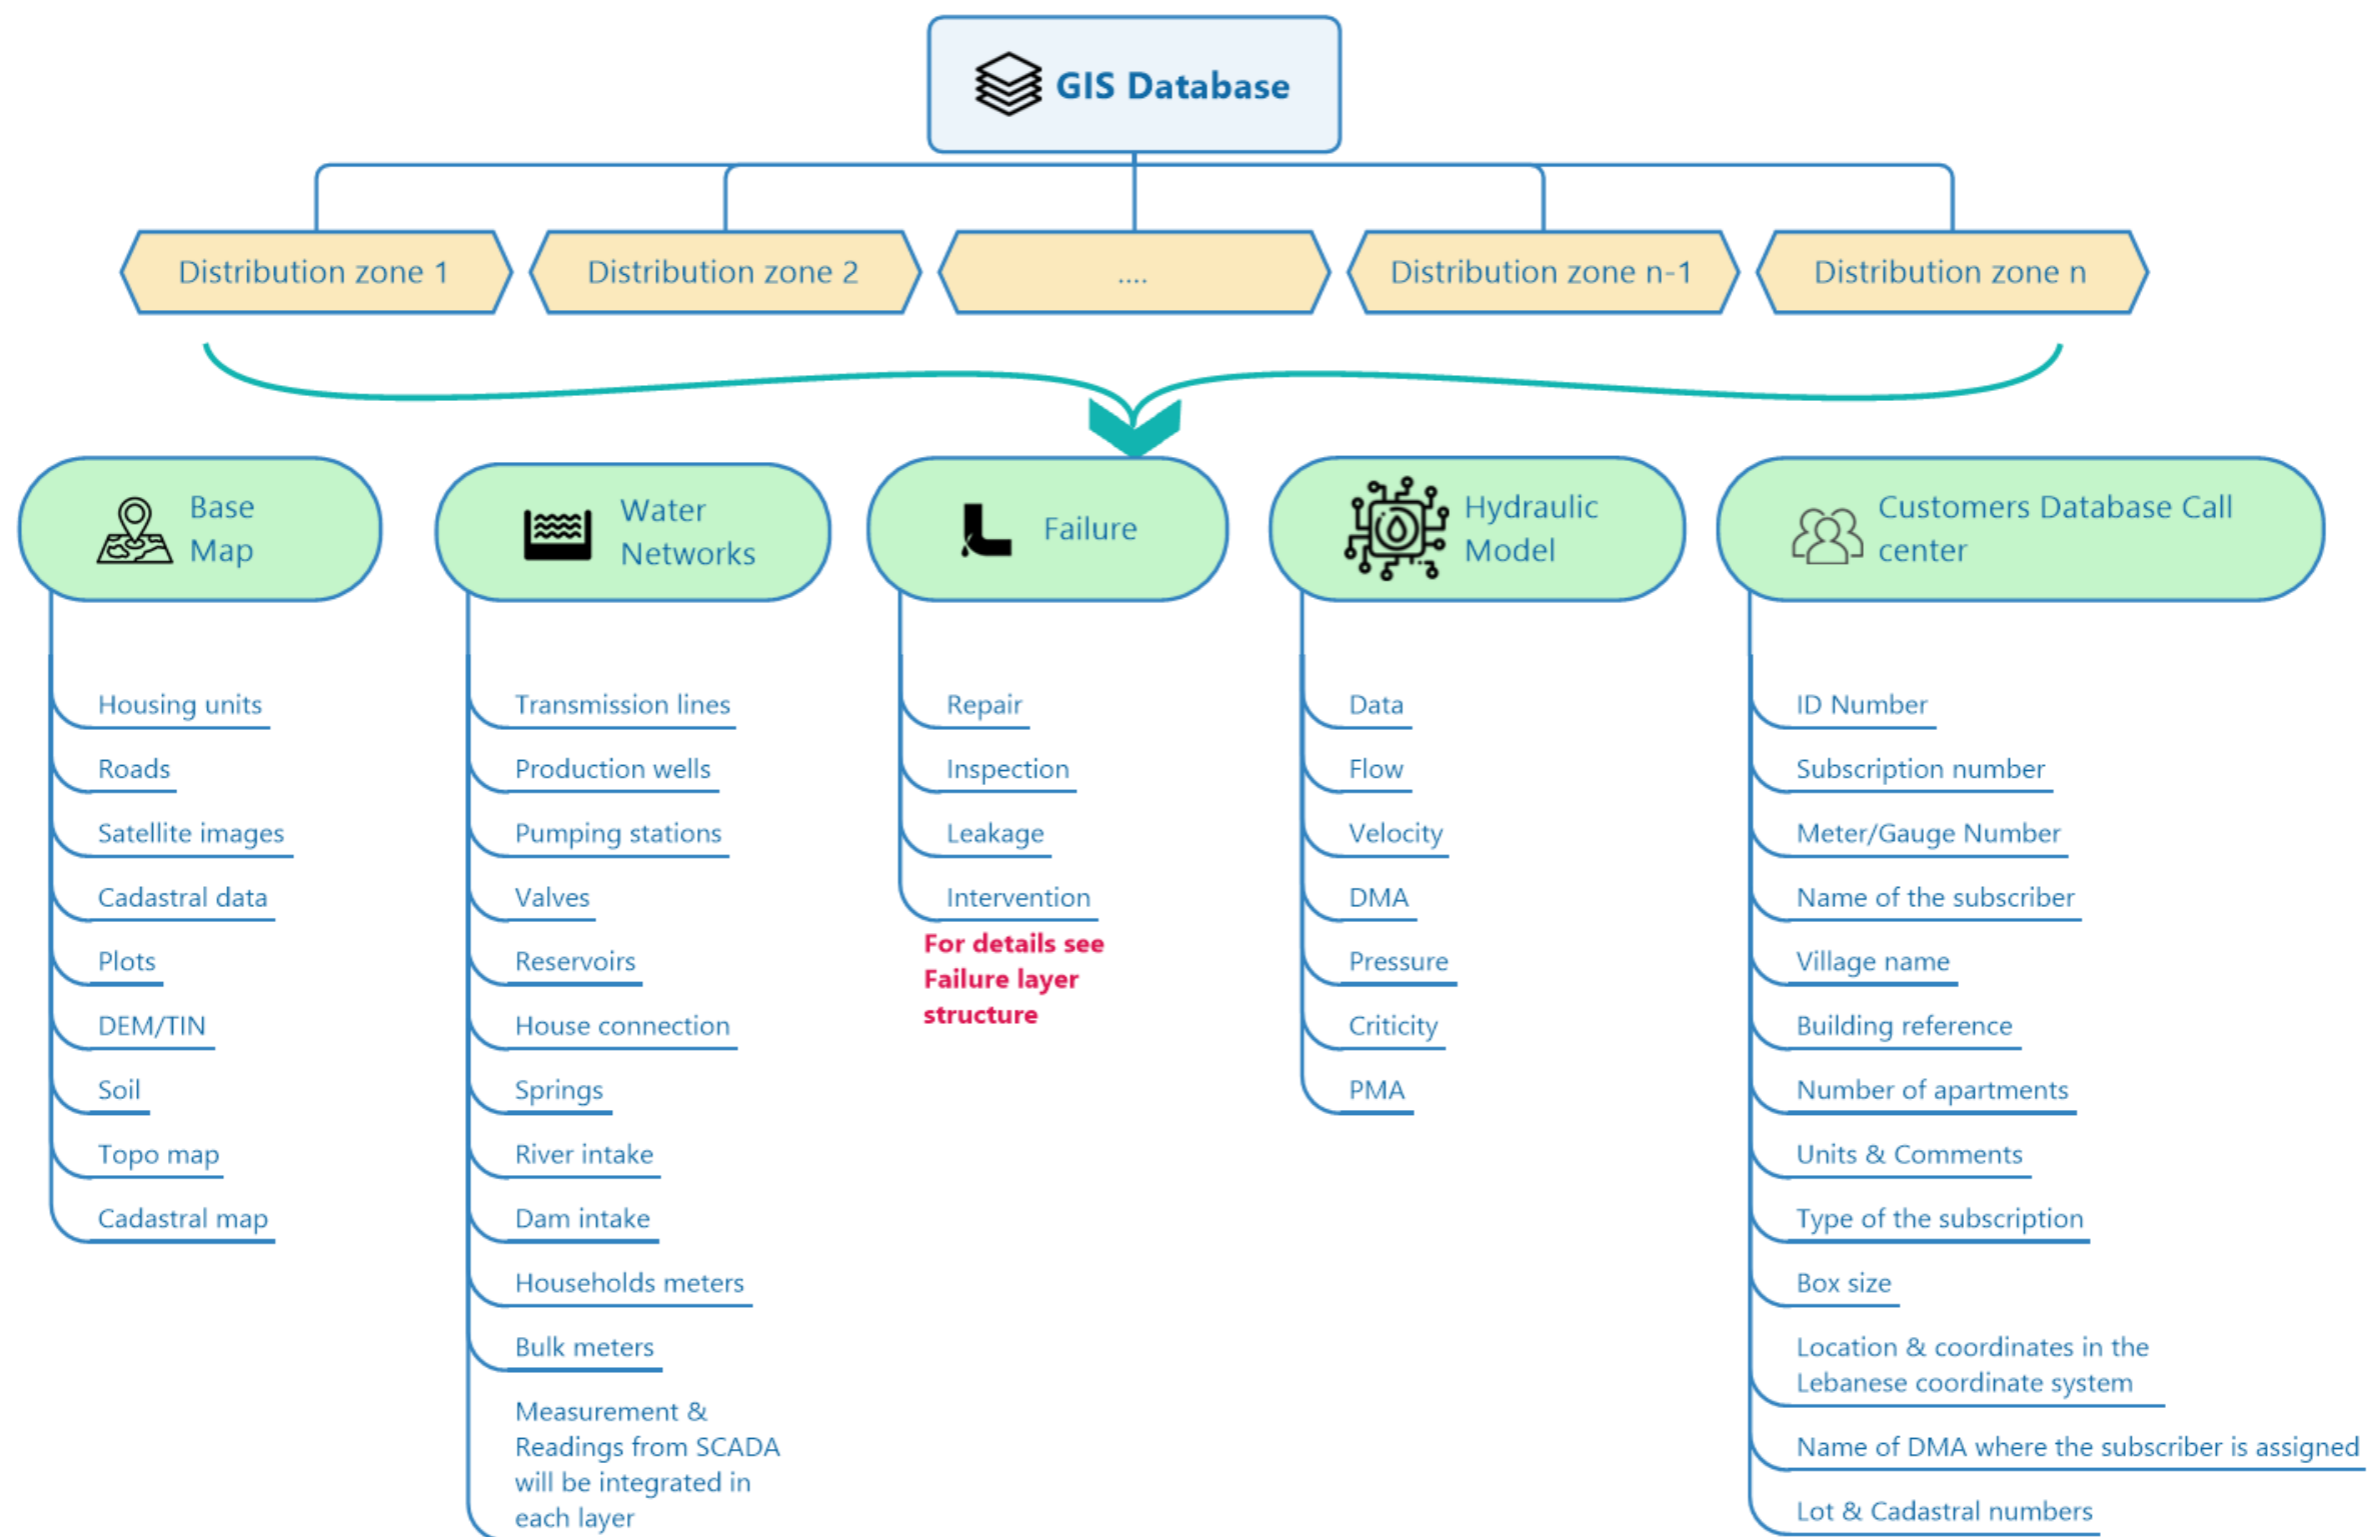 GIS Database
Distribution zone 1
Distribution zone 2
....
Distribution zone n-1
Distribution zone n
Base
Map
Housing units
Roads
Satellite images
Cadastral data
Plots
DEM/TIN
Soil
Topo map
Cadastral map
Water
Networks
Transmission lines
Production wells
Pumping stations
Valves
Reservoirs
House connection
Springs
River intake
Dam intake
Households meters
Bulk meters
Measurement &
Readings from SCADA
will be integrated in
each layer
Failure
Repair
Inspection
Leakage
Intervention
For details see
Failure layer
structure
Hydraulic
Model
Data
Flow
Velocity
DMA
Pressure
Criticity
PMA
Customers Database Call
center
ID Number
Subscription number
Meter/Gauge Number
Name of the subscriber
Village name
Building reference
Number of apartments
Units & Comments
Type of the subscription
Box size
Location & coordinates in the
Lebanese coordinate system
Name of DMA where the subscriber is assigned
Lot & Cadastral numbers